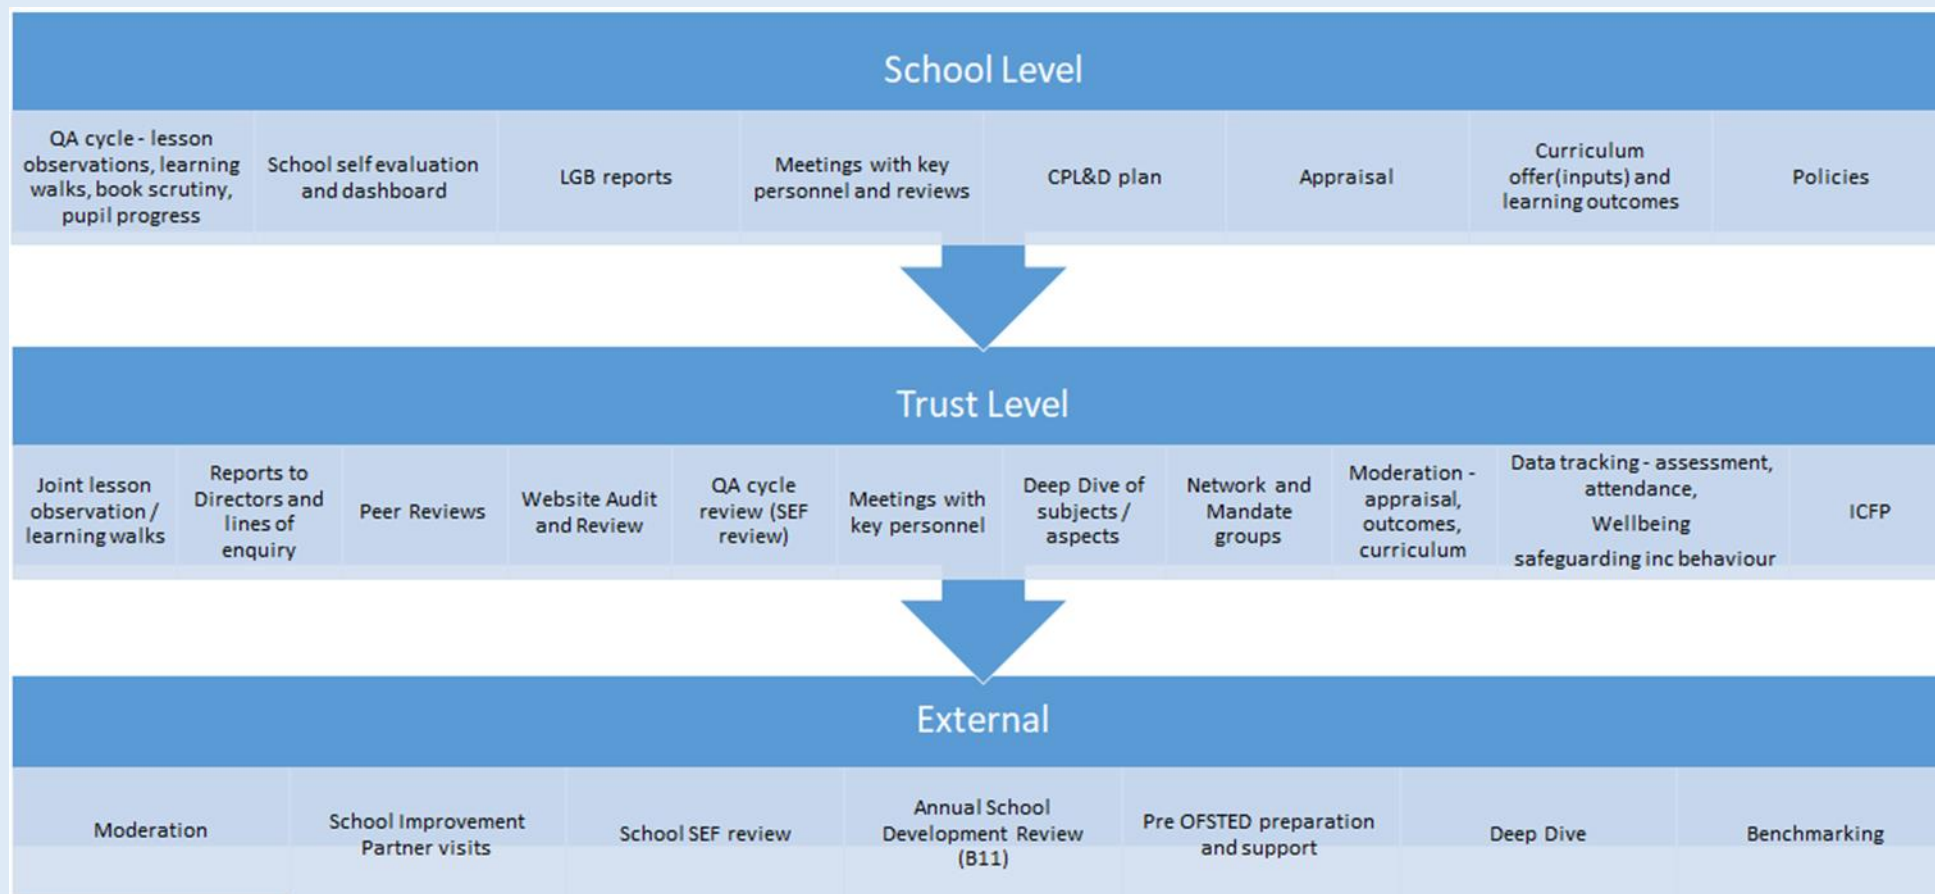 School Level
QA cycle - lesson
observations, learning
walks, book scrutiny,
pupil progress
School self evaluation
and dashboard
LGB reports
Meetings with key
personnel and reviews
CPL&D plan
Appraisal
Curriculum
offer(inputs) and
learning outcomes
Policies
Trust Level
Joint lesson
observation /
learning walks
Reports to
Directors and
lines of
enquiry
Peer Reviews
Website Audit
and Review
QA cycle
review (SEF
review)
Meetings with
key personnel
Deep Dive of
subjects /
aspects
Network and
Mandate
groups
Moderation -
appraisal,
outcomes,
curriculum
Data tracking - assessment,
attendance,
Wellbeing
safeguarding inc behaviour
ICFP
External
Moderation
School Improvement
Partner visits
School SEF review
Annual School
Development Review
(B11)
Pre OFSTED preparation
and support
Deep Dive
Benchmarking